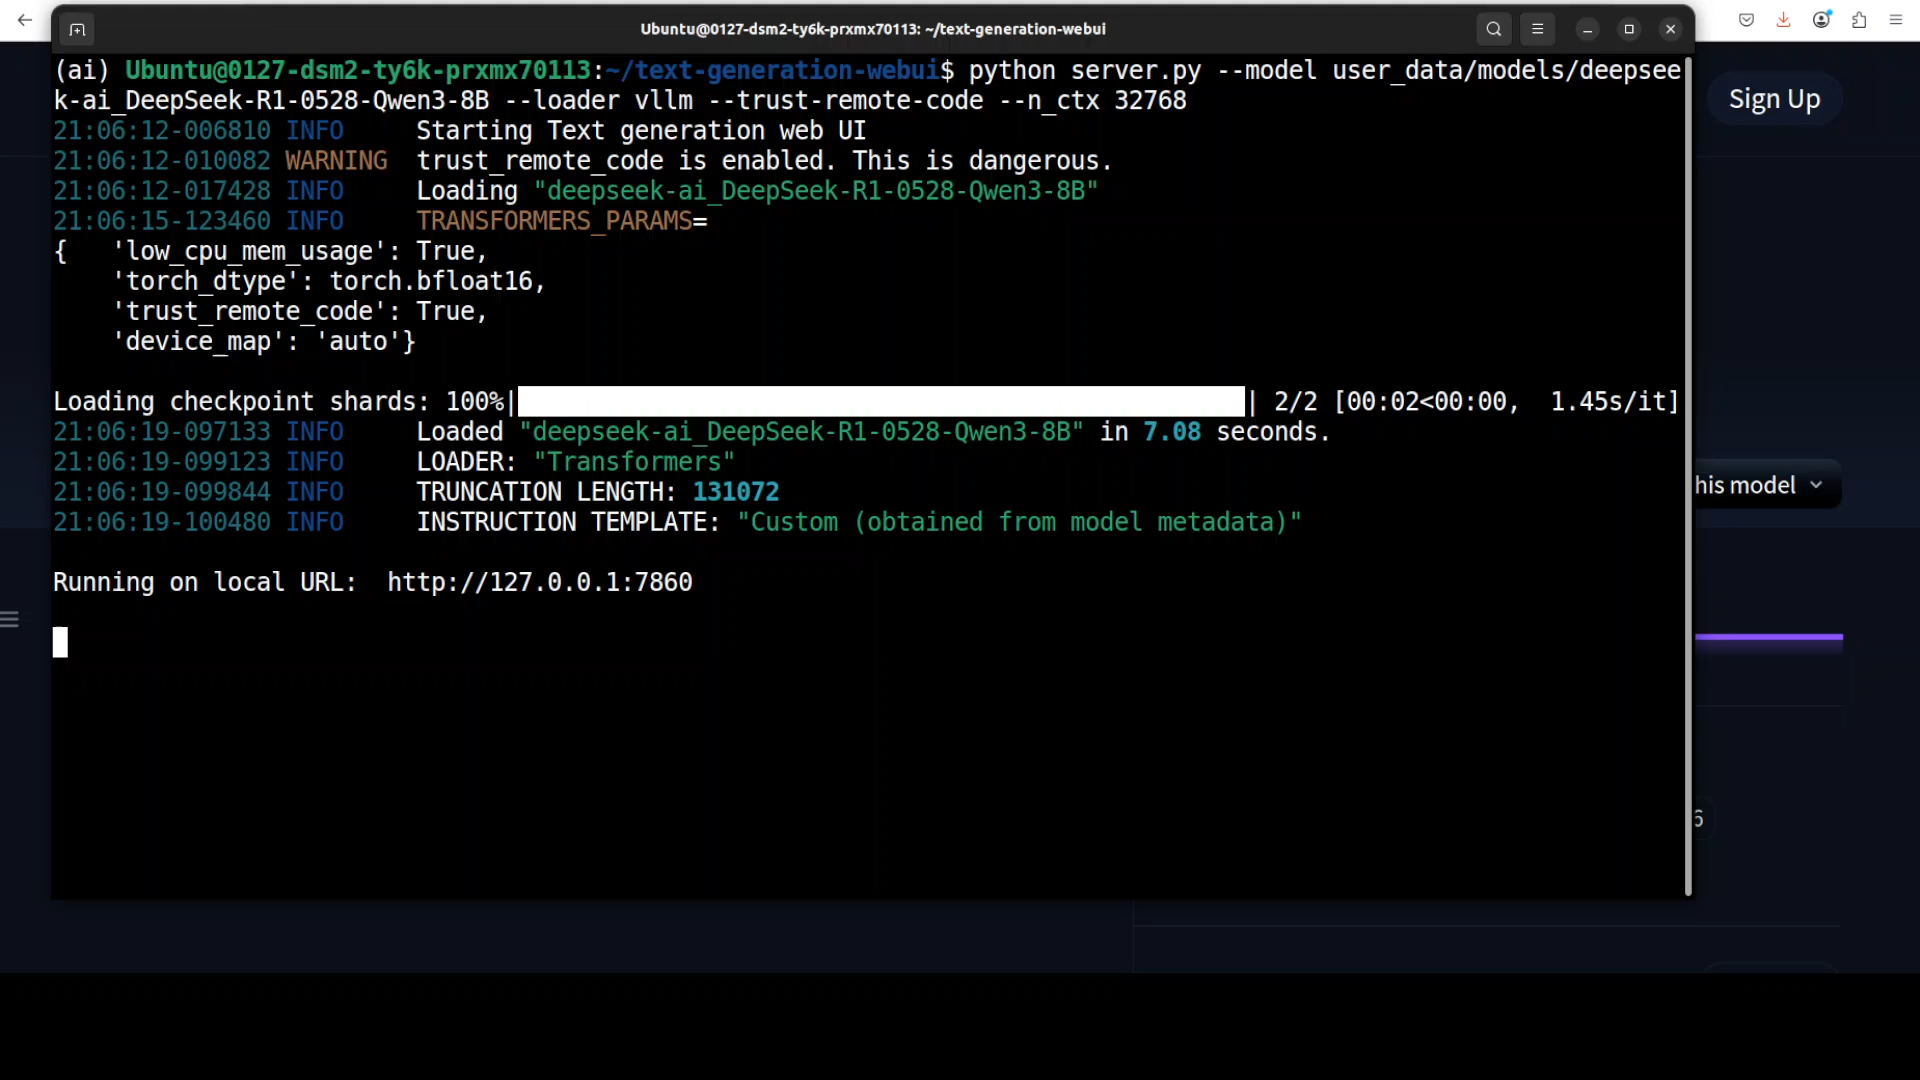 Ubuntu@0127-dsm2-ty6k-prxmx70113: ~/text-generation-webui
(ai) Ubuntu@0127-dsm2-ty6k-prxmx70113:~/text-generation-webui$ python server.py --model user_data/models/deepsee
k-ai_DeepSeek-R1-0528-Qwen3-8B --loader vllm --trust-remote-code --n_ctx 32768
Sign Up
21:06:12-006810 INFO Starting Text generation web UI
21:06:12-010082 WARNING trust_remote_code is enabled. This is dangerous.
21:06:12-017428 INFO Loading "deepseek-ai_DeepSeek-R1-0528-Qwen3-8B"
21:06:15-123460 INFO TRANSFORMERS_PARAMS=
{ 'low_cpu_mem_usage': True,
'torch_dtype': torch.bfloat16,
'trust_remote_code': True,
'device_map': 'auto'}
Loading checkpoint shards: 100%| | 2/2 [00:02<00:00, 1.45s/it]
21:06:19-097133 INFO Loaded "deepseek-ai_DeepSeek-R1-0528-Qwen3-8B" in 7.08 seconds.
21:06:19-099123 INFO LOADER: "Transformers"
21:06:19-099844 INFO TRUNCATION LENGTH: 131072
his model
21:06:19-100480 INFO INSTRUCTION TEMPLATE: "Custom (obtained from model metadata)"
Running on local URL: http://127.0.0.1:7860
6